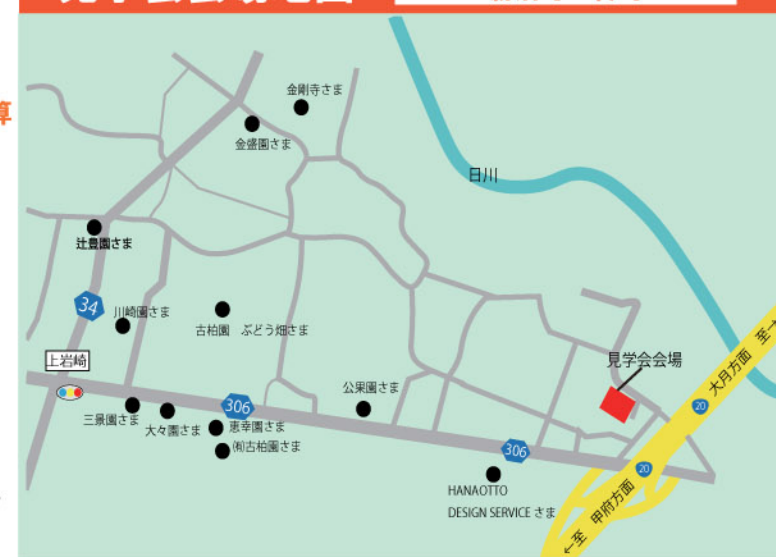 算
金剛寺さま
金盛園さま
日川
辻豊園さま
34
川崎園さま
古柏園 ぶどう畑さま
上岩崎
見学会会場
大月方面 至→
20
公果園さま
306
三景園さま
大々園さま
恵幸園さま
㈲古柏園さま
306
20
HANAOTTO
DESIGN SERVICE さま
←至 甲府方面